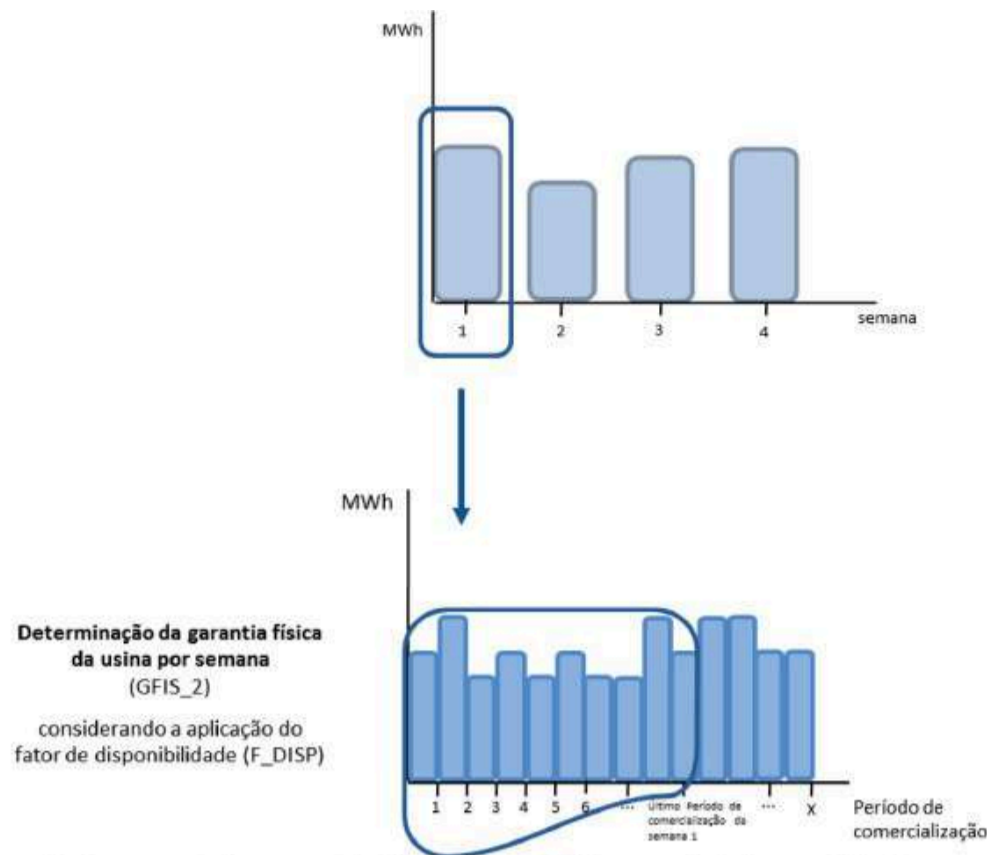 MWh
1
2
3
4
semana
MWh
Determinação da garantia física
da usina por semana
(GFIS_2)
considerando a aplicação do
fator de disponibilidade (F_DISP)
1 2 3 4 5 6 ... Último Período de ... X
comercialização da
semana 1
Período de
comercialização